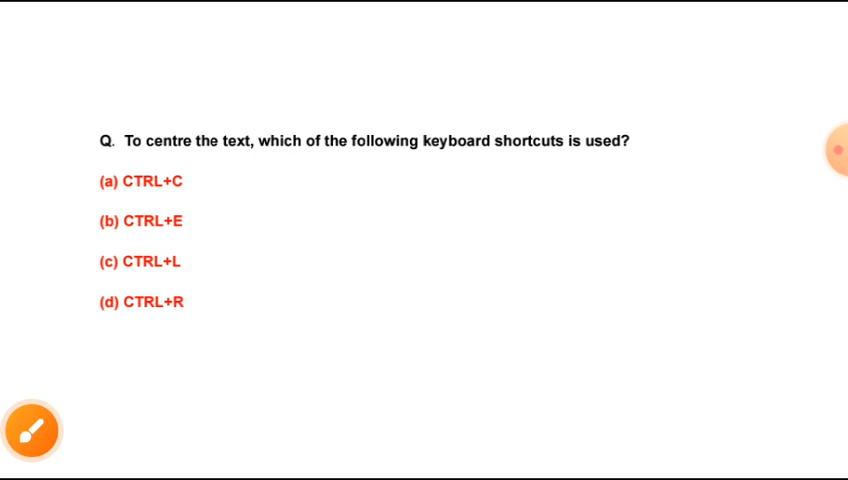 Q. To centre the text, which of the following keyboard shortcuts is used?
(a) CTRL+C
(b) CTRL+E
(c) CTRL+L
(d) CTRL+R